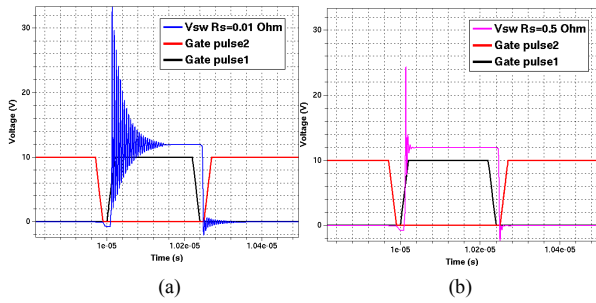 Vsw Rs=0.01 Ohm
Gate pulse2
Gate pulse1
Voltage (V)
30
20
10
0
1e-05
1.02e-05
1.04e-05
Time (s)
(a)
Vsw Rs=0.5 Ohm
Gate pulse2
Gate pulse1
Voltage (V)
30
20
10
0
1e-05
1.02e-05
1.04e-05
Time (s)
(b)